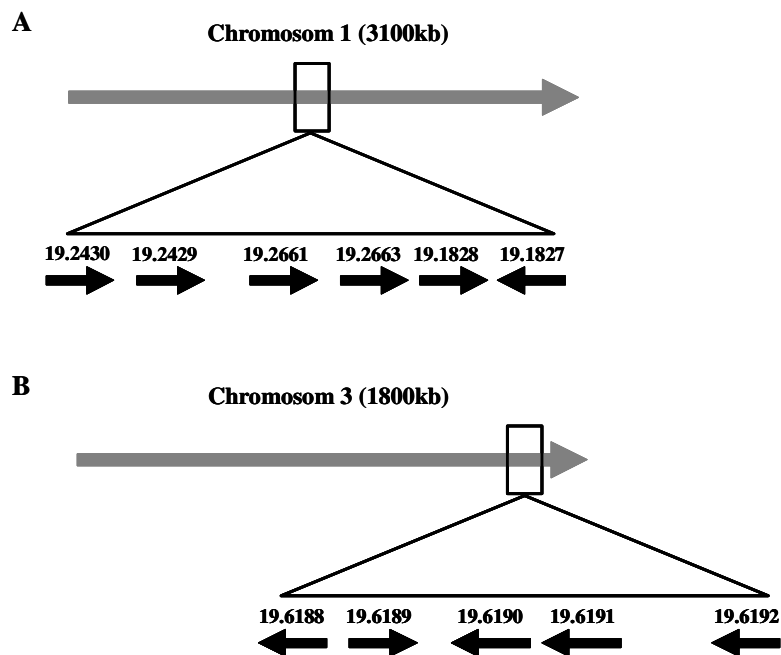 A
Chromosom 1 (3100kb)
19.2430 19.2429 19.2661 19.2663 19.1828 19.1827
B
Chromosom 3 (1800kb)
19.6188 19.6189 19.6190 19.6191 19.6192